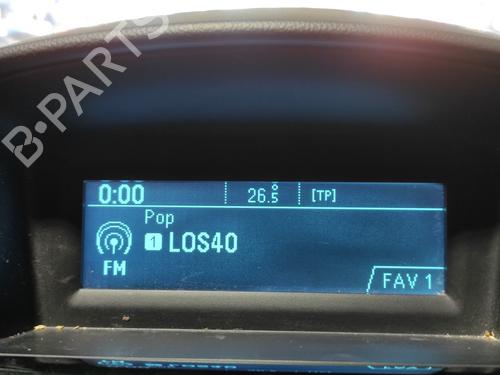 B-PARTS
0:00 26.5° [TP]
Pop
1 LOS40
FM
FAV 1